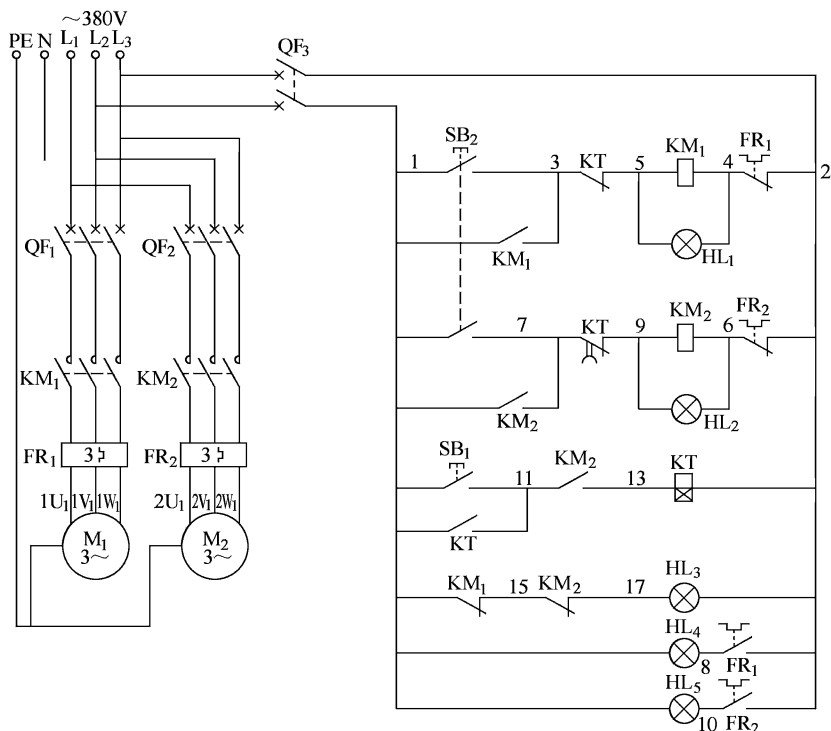 ~380V
PE N L1 L2 L3
QF3
SB2
1 3 KT 5 KM1 4 FR1 2
KM1 HL1
QF1 QF2
7 KT 9 KM2 6 FR2
KM1 KM2
KM2 HL2
FR1 3 FR2 3
SB1 11 KM2 13 KT
1U1 1V1 1W1 2U1 2V1 2W1
KT
M1 3~ M2 3~
KM1 15 KM2 17 HL3
HL4 8 FR1
HL5 10 FR2